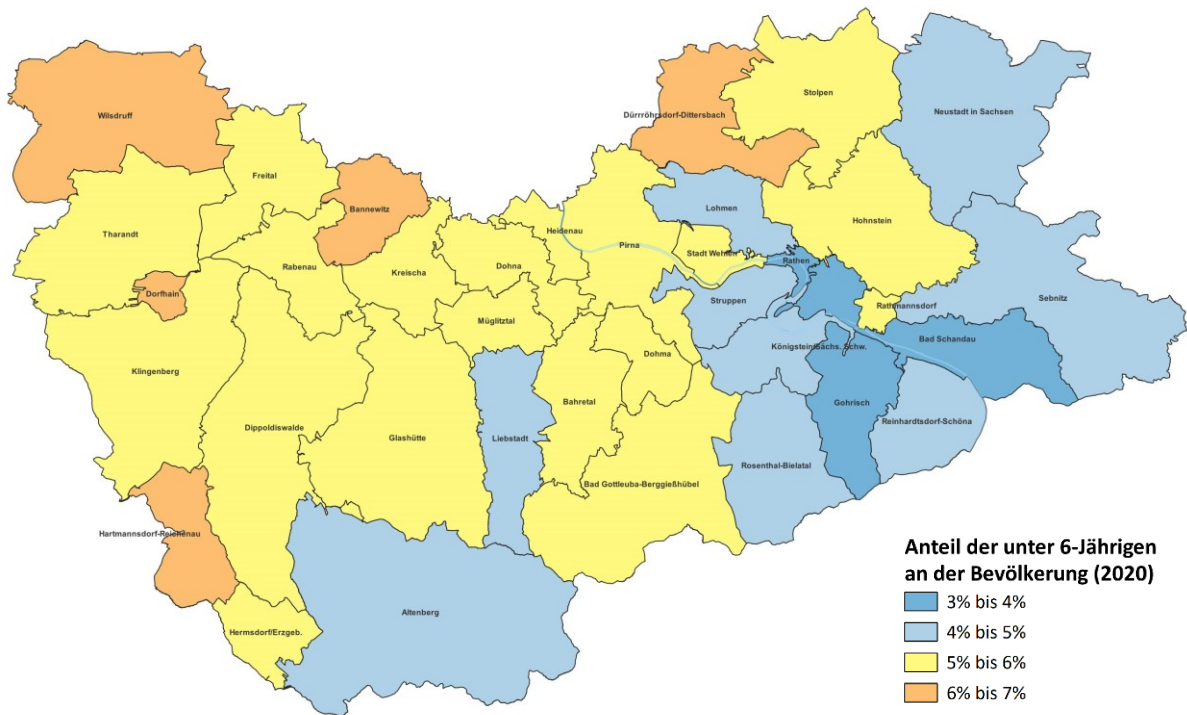 Wilsdruff
Stolpen
Dürrröhrsdorf-Dittersbach
Neustadt in Sachsen
Freital
Bannewitz
Lohmen
Hohnstein
Tharandt
Heidenau
Pirna
Stadt Wehlen
Rathen
Rabenau
Kreischa
Dohna
Dorfhain
Struppen
Rathmannsdorf
Sebnitz
Müglitztal
Königstein/Sächs. Schw.
Bad Schandau
Dohma
Klingenberg
Bahretal
Gohrisch
Reinhardtsdorf-Schöna
Dippoldiswalde
Glashütte
Liebstadt
Rosenthal-Bielatal
Bad Gottleuba-Berggießhübel
Hartmannsdorf-Reichenau
Altenberg
Hermsdorf/Erzgeb.
Anteil der unter 6-Jährigen
an der Bevölkerung (2020)
3% bis 4%
4% bis 5%
5% bis 6%
6% bis 7%